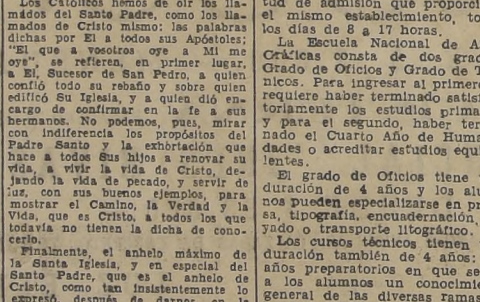 Los Católicos hemos de oir los lla-
mados del Santo Padre, como los lla-
mados de Cristo mismo: las palabras
dichas por El a todos sus Apóstoles;
"El que a vosotros oye a Mi me
oye", se refieren, en primer lugar,
a El, Sucesor de San Pedro, a quien
confió todo su rebaño y sobre quien
edificó Su Iglesia, y a quien dió en-
cargo de confirmar en la fe a sus
hermanos. No podemos, pues, mirar
con indiferencia los propósitos del
Padre Santo y la exhortación que
hace a todos Sus hijos a renovar su
vida, a vivir la vida de Cristo, de-
jando la vida de pecado, y servir de
luz, con sus buenos ejemplos, para
mostrar el Camino, la Verdad y la
Vida, que es Cristo, a todos los que
todavía no tienen la dicha de cono-
cerlo.
Finalmente, el anhelo máximo de
la Santa Iglesia, y en especial del
Santo Padre, que es el anhelo de
Cristo, como tan insistentemente lo
expresó, después de darnos en la
tud de admisión que proporci
el mismo establecimiento, to
los días de 8 a 17 horas.
La Escuela Nacional de A
Gráficas consta de dos grad
Grado de Oficios y Grado de T
nicos. Para ingresar al primero
requiere haber terminado satisf
toriamente los estudios prima
y para el segundo, haber ter
nado el Cuarto Año de Huma
dades o acreditar estudios equi
lentes.
El grado de Oficios tiene
duración de 4 años y los alu
nos pueden especializarse en pr
sa, tipografía, encuadernación,
yado o transporte litográfico.
Los cursos técnicos tienen
duración también de 4 años:
años preparatorios en que se
a los alumnos un conocimie
general de las diversas ramas